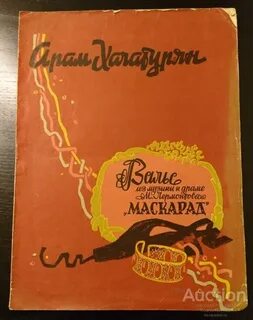 Арам Хачатурян
Вальс
из музыки к драме
М. Лермонтова
„МАСКАРАД"
Auction